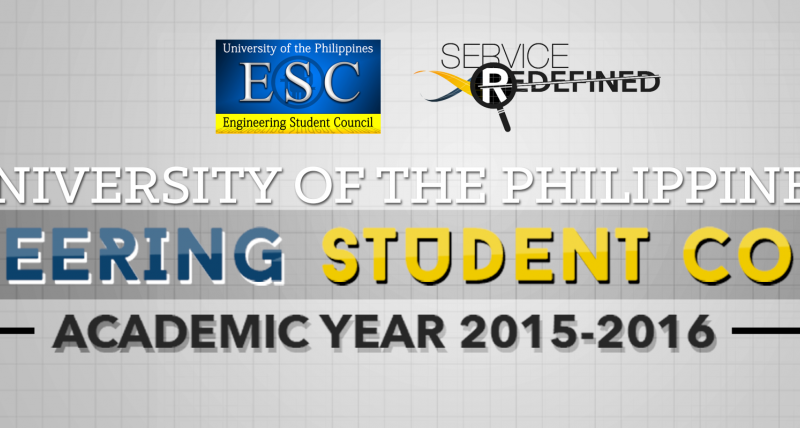 University of the Philippines
ESC
Engineering Student Council
SERVICE
REDEFINED
NIVERSITY OF THE PHILIPPINE
EERING STUDENT CO
ACADEMIC YEAR 2015-2016